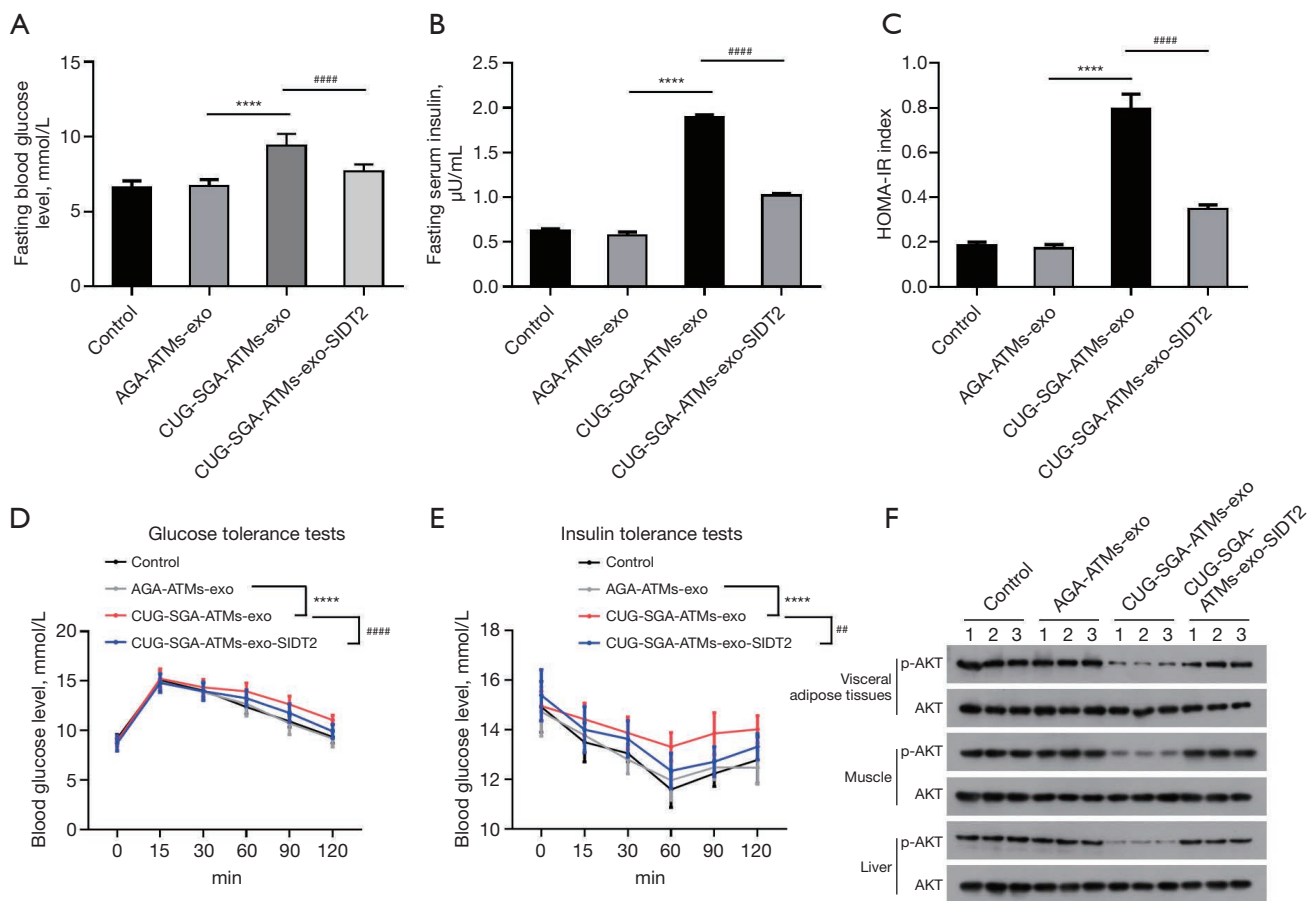 A
Fasting blood glucose
level, mmol/L
15
10
5
0
****
####
Control
AGA-ATMs-exo
CUG-SGA-ATMs-exo
CUG-SGA-ATMs-exo-SIDT2
B
Fasting serum insulin,
μU/mL
2.5
2.0
1.5
1.0
0.5
0.0
****
####
Control
AGA-ATMs-exo
CUG-SGA-ATMs-exo
CUG-SGA-ATMs-exo-SIDT2
C
HOMA-IR index
1.0
0.8
0.6
0.4
0.2
0.0
****
####
Control
AGA-ATMs-exo
CUG-SGA-ATMs-exo
CUG-SGA-ATMs-exo-SIDT2
D
Glucose tolerance tests
Control
AGA-ATMs-exo
CUG-SGA-ATMs-exo
CUG-SGA-ATMs-exo-SIDT2
****
####
Blood glucose level, mmol/L
20
15
10
5
0
0 15 30 60 90 120
min
E
Insulin tolerance tests
Control
AGA-ATMs-exo
CUG-SGA-ATMs-exo
CUG-SGA-ATMs-exo-SIDT2
****
##
Blood glucose level, mmol/L
18
16
14
12
10
0 15 30 60 90 120
min
F
Control
AGA-ATMs-exo
CUG-SGA-ATMs-exo
CUG-SGA-
ATMs-exo-SIDT2
1 2 3 1 2 3 1 2 3 1 2 3
Visceral
adipose tissues
p-AKT
AKT
Muscle
p-AKT
AKT
Liver
p-AKT
AKT